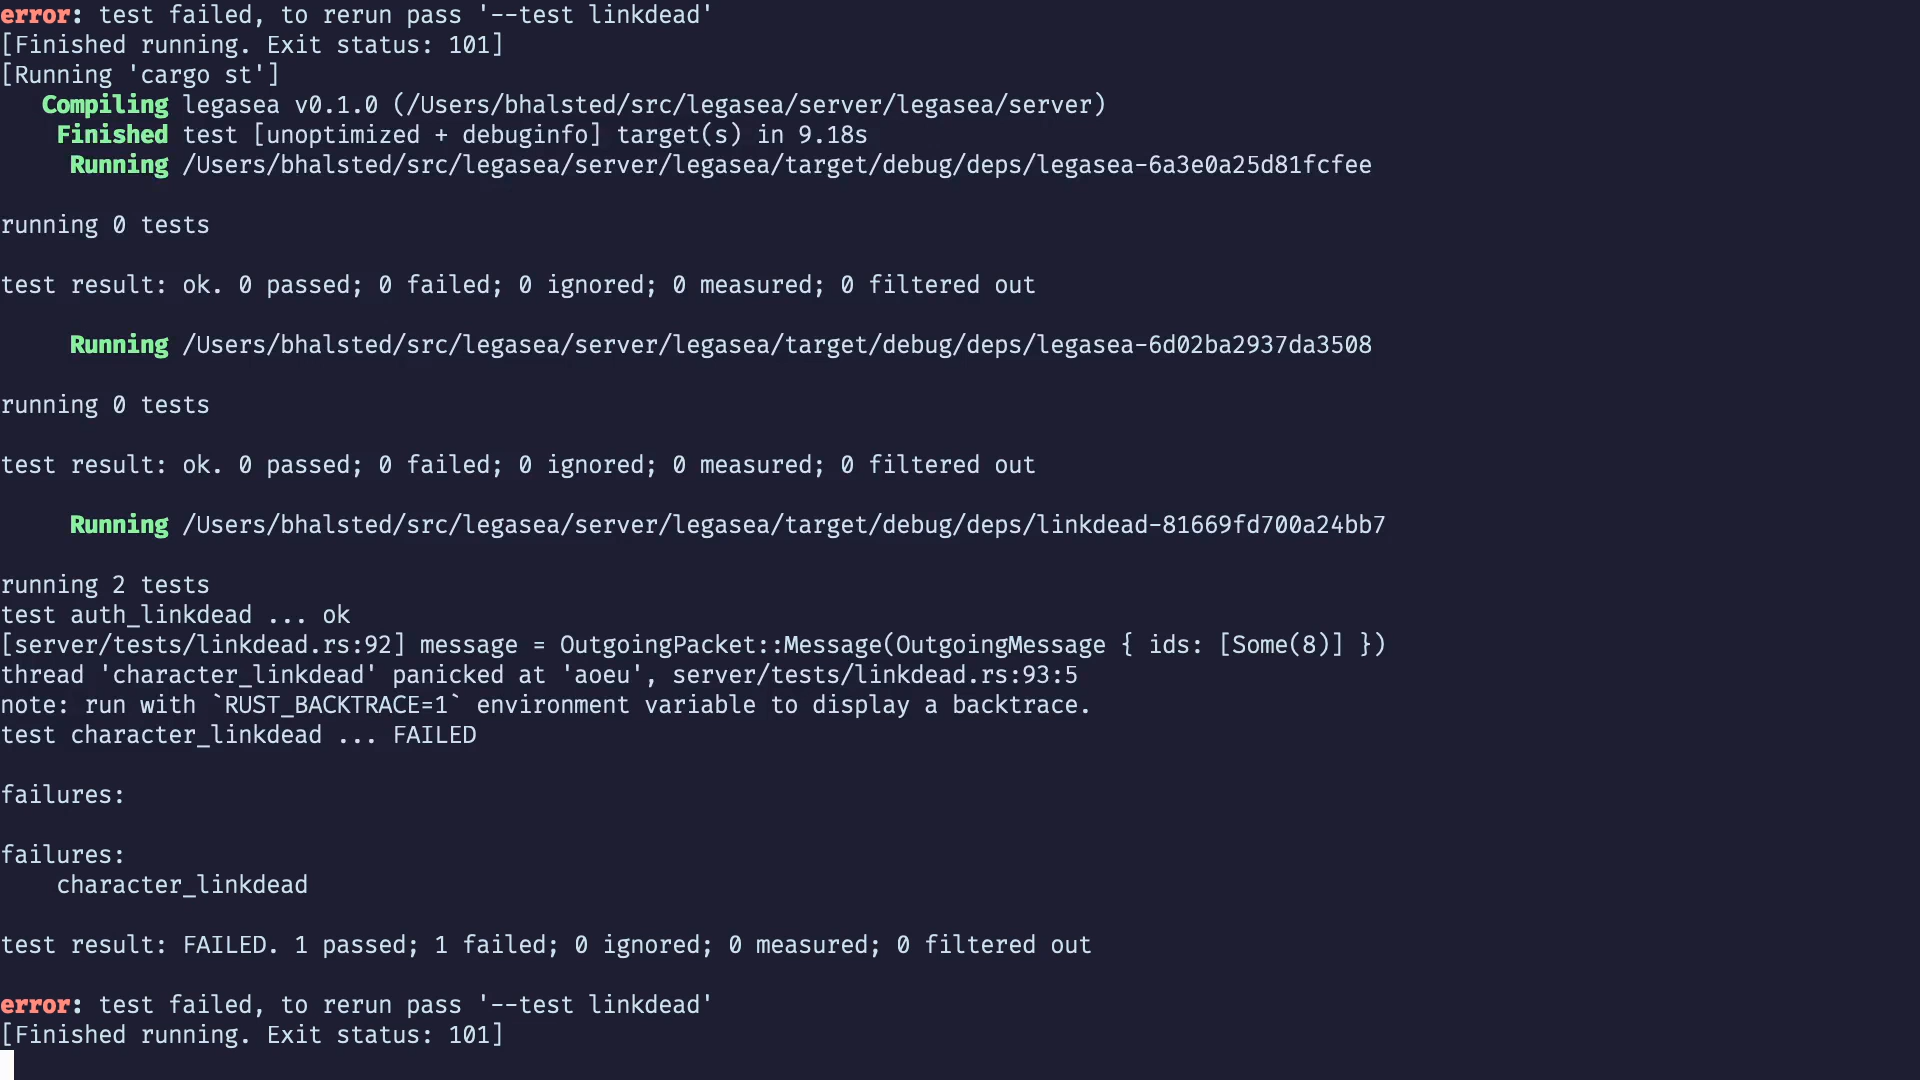 error: test failed, to rerun pass '--test linkdead'
[Finished running. Exit status: 101]
[Running 'cargo st']
   Compiling legasea v0.1.0 (/Users/bhalsted/src/legasea/server/legasea/server)
    Finished test [unoptimized + debuginfo] target(s) in 9.18s
     Running /Users/bhalsted/src/legasea/server/legasea/target/debug/deps/legasea-6a3e0a25d81fcfee
running 0 tests
test result: ok. 0 passed; 0 failed; 0 ignored; 0 measured; 0 filtered out
     Running /Users/bhalsted/src/legasea/server/legasea/target/debug/deps/legasea-6d02ba2937da3508
running 0 tests
test result: ok. 0 passed; 0 failed; 0 ignored; 0 measured; 0 filtered out
     Running /Users/bhalsted/src/legasea/server/legasea/target/debug/deps/linkdead-81669fd700a24bb7
running 2 tests
test auth_linkdead ... ok
[server/tests/linkdead.rs:92] message = OutgoingPacket::Message(OutgoingMessage { ids: [Some(8)] })
thread 'character_linkdead' panicked at 'aoeu', server/tests/linkdead.rs:93:5
note: run with `RUST_BACKTRACE=1` environment variable to display a backtrace.
test character_linkdead ... FAILED
failures:
failures:
    character_linkdead
test result: FAILED. 1 passed; 1 failed; 0 ignored; 0 measured; 0 filtered out
error: test failed, to rerun pass '--test linkdead'
[Finished running. Exit status: 101]